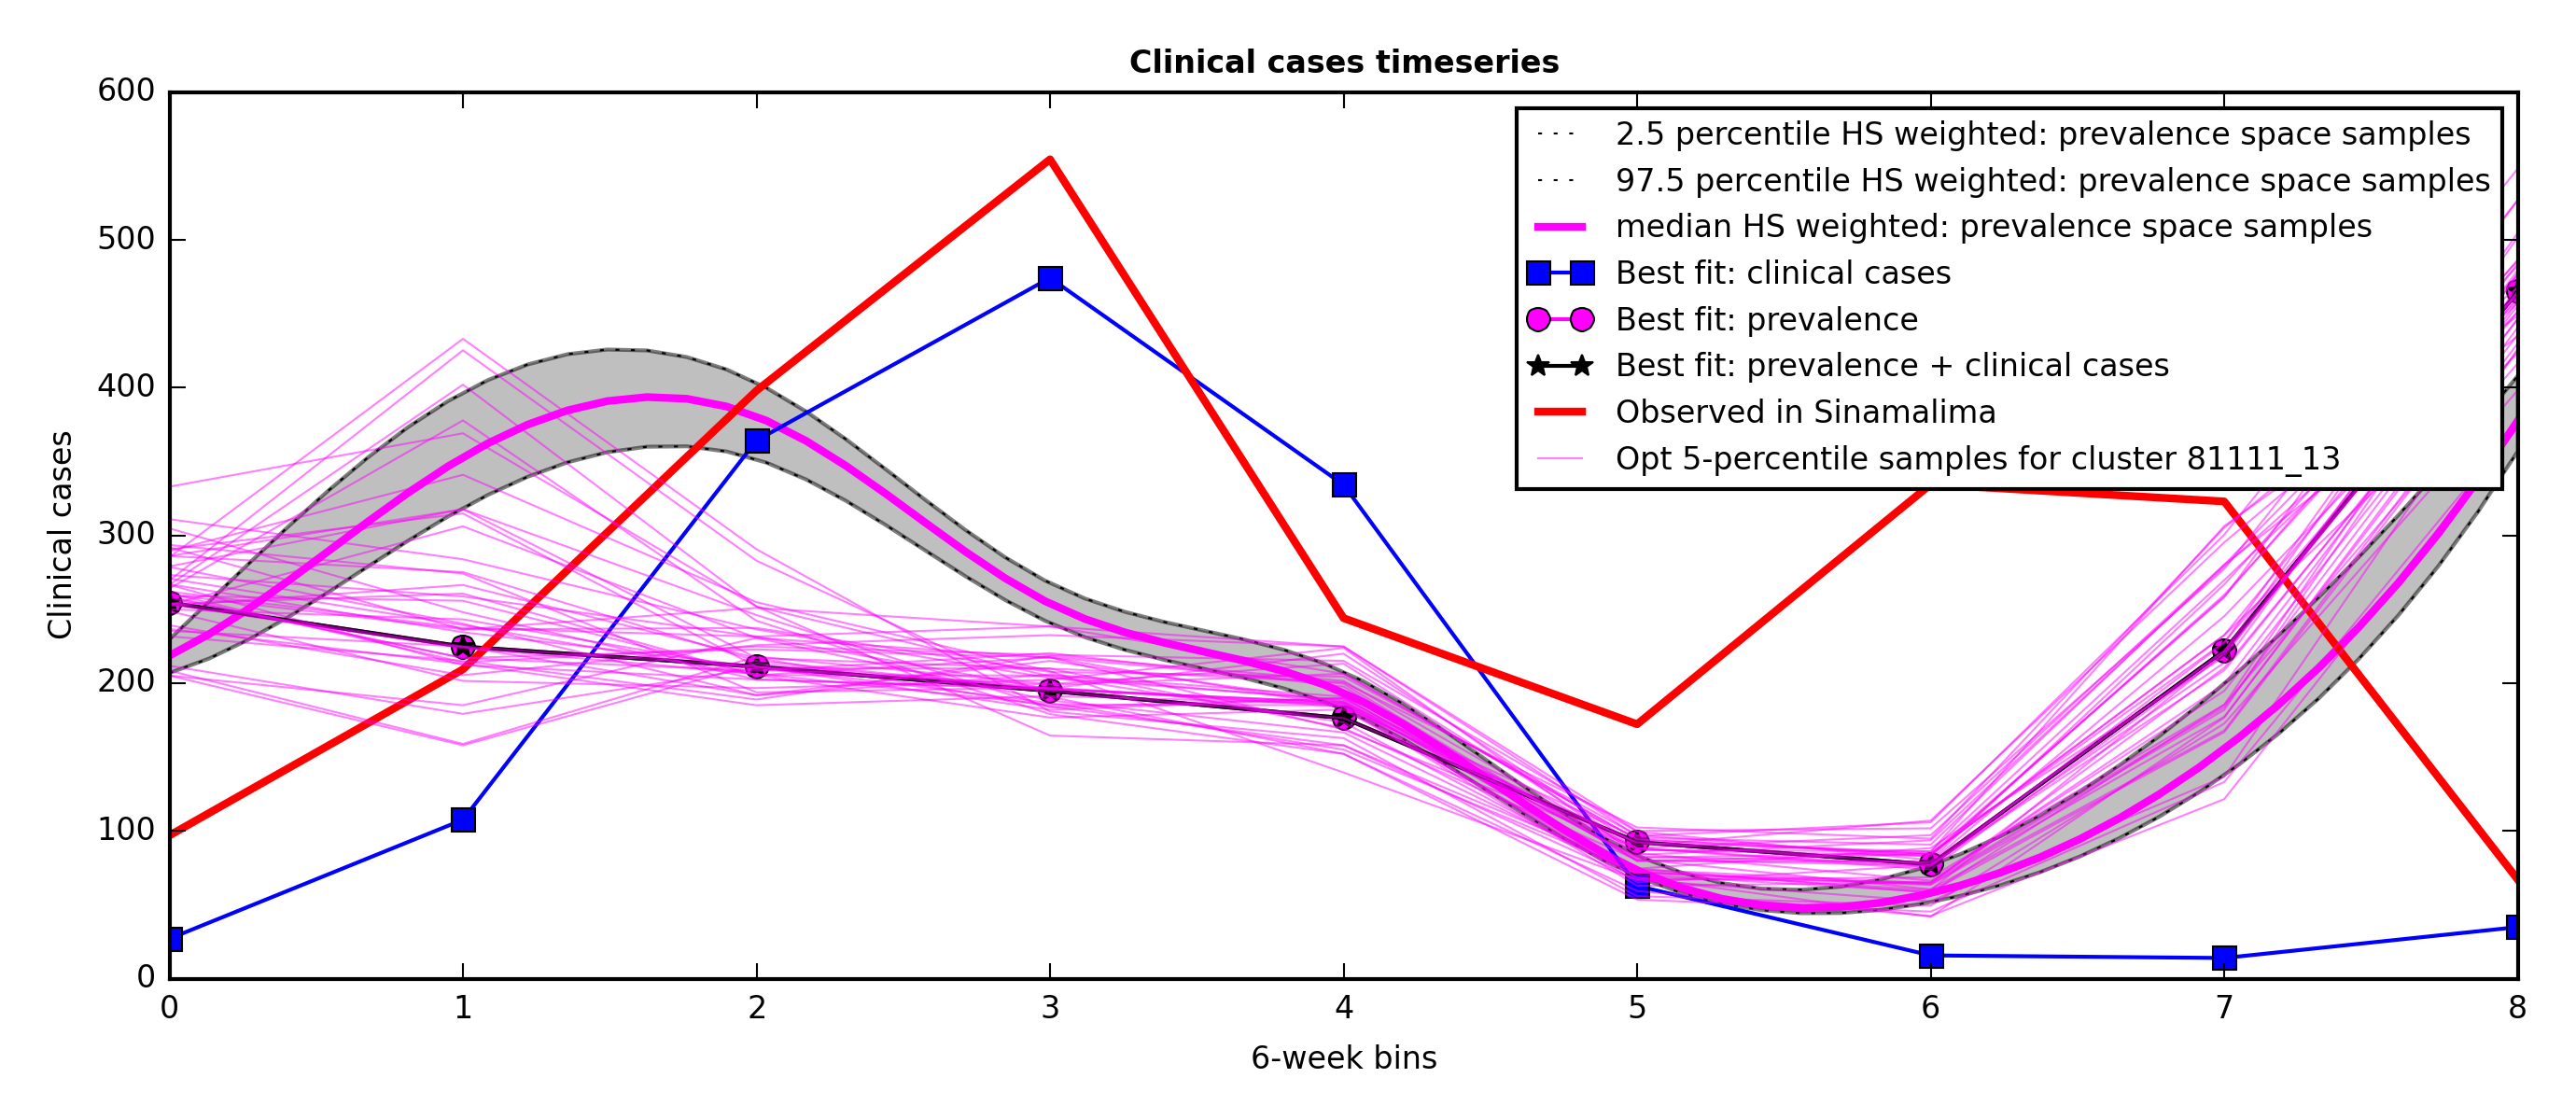 Clinical cases timeseries
600
500
400
300
200
100
0
Clinical cases
2.5 percentile HS weighted: prevalence space samples
97.5 percentile HS weighted: prevalence space samples
median HS weighted: prevalence space samples
Best fit: clinical cases
Best fit: prevalence
Best fit: prevalence + clinical cases
Observed in Sinamalima
Opt 5-percentile samples for cluster 81111_13
0 1 2 3 4 5 6 7 8
6-week bins